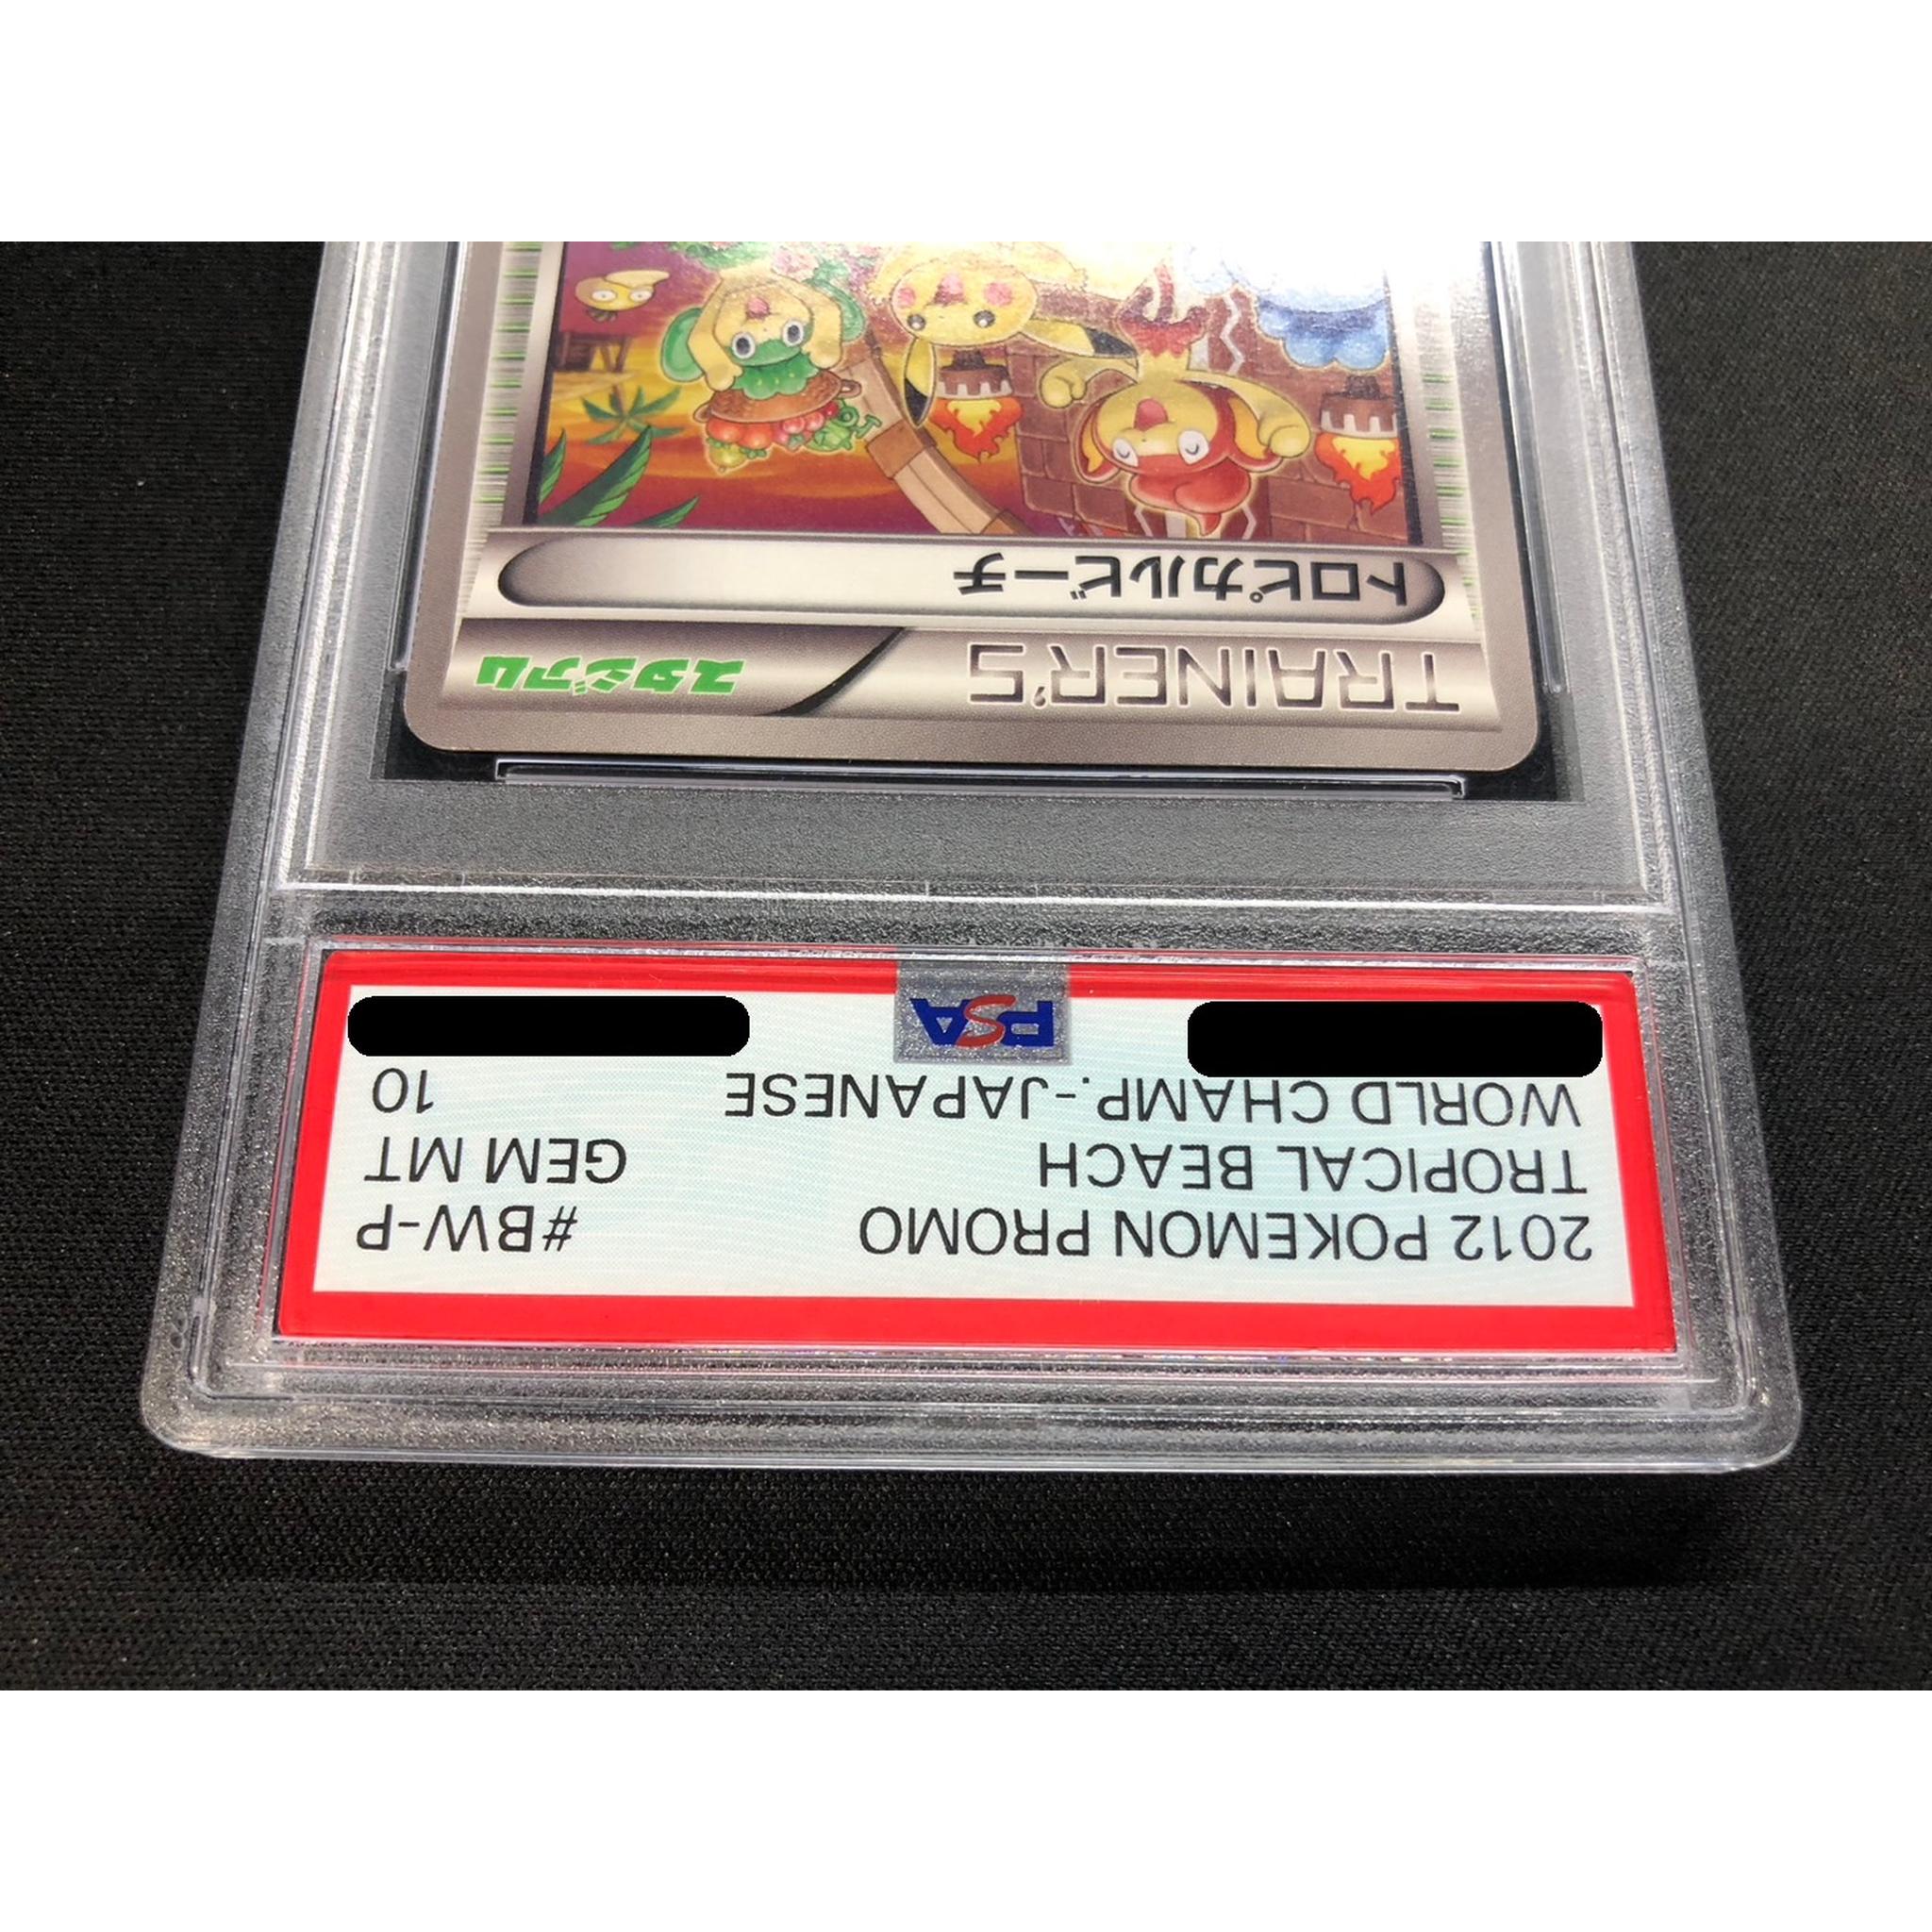 2012 POKEMON PROMO #BW-P
TROPICAL BEACH GEM MT
WORLD CHAMP.-JAPANESE 10
PSA
TRAINER'S スタジアム
トロピカルビーチ